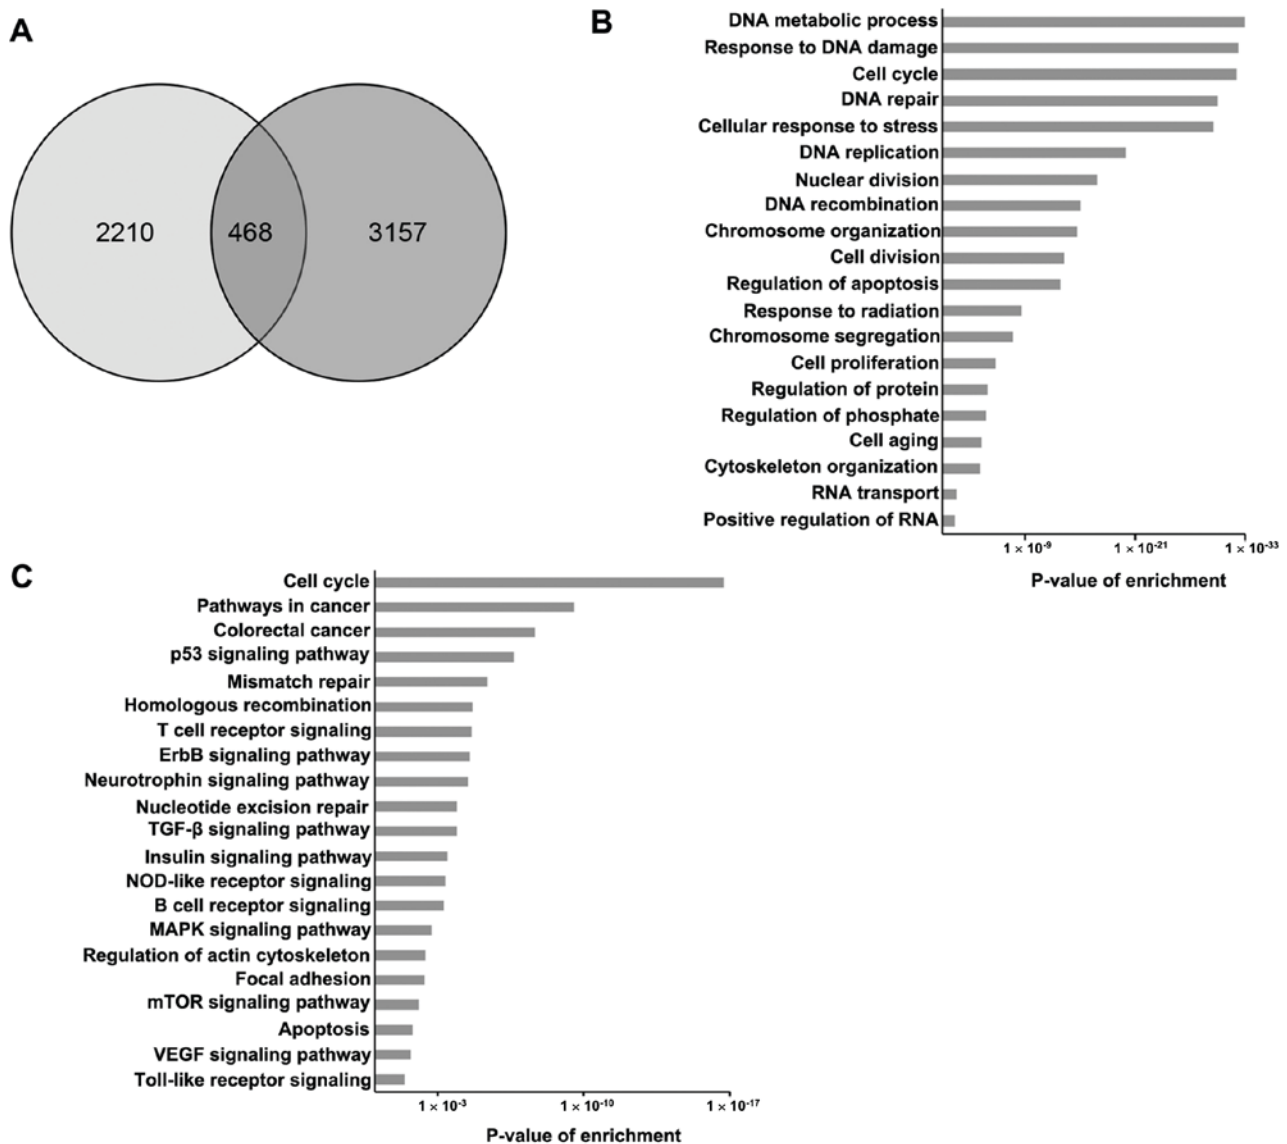 A
2210
468
3157
B
DNA metabolic process
Response to DNA damage
Cell cycle
DNA repair
Cellular response to stress
DNA replication
Nuclear division
DNA recombination
Chromosome organization
Cell division
Regulation of apoptosis
Response to radiation
Chromosome segregation
Cell proliferation
Regulation of protein
Regulation of phosphate
Cell aging
Cytoskeleton organization
RNA transport
Positive regulation of RNA
1 × 10⁻⁹ 1 × 10⁻²¹ 1 × 10⁻³³
P-value of enrichment
C
Cell cycle
Pathways in cancer
Colorectal cancer
p53 signaling pathway
Mismatch repair
Homologous recombination
T cell receptor signaling
ErbB signaling pathway
Neurotrophin signaling pathway
Nucleotide excision repair
TGF-β signaling pathway
Insulin signaling pathway
NOD-like receptor signaling
B cell receptor signaling
MAPK signaling pathway
Regulation of actin cytoskeleton
Focal adhesion
mTOR signaling pathway
Apoptosis
VEGF signaling pathway
Toll-like receptor signaling
1 × 10⁻³ 1 × 10⁻¹⁰ 1 × 10⁻¹⁷
P-value of enrichment